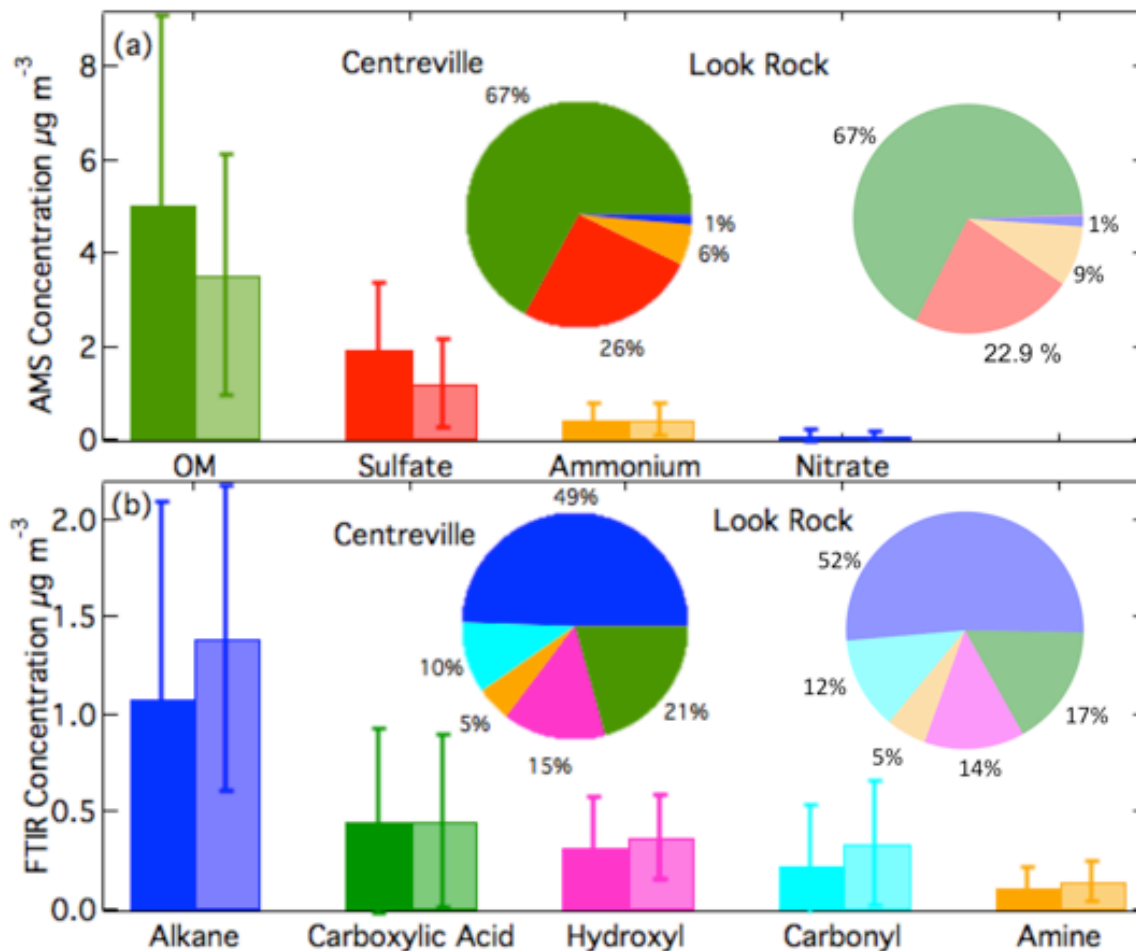 (a)
Centreville
Look Rock
67%
1%
6%
26%
67%
1%
9%
22.9 %
AMS Concentration µg m-3
8
6
4
2
0
OM Sulfate Ammonium Nitrate
(b)
Centreville
Look Rock
49%
10%
5%
15%
21%
52%
12%
5%
14%
17%
FTIR Concentration µg m-3
2.0
1.5
1.0
0.5
0.0
Alkane Carboxylic Acid Hydroxyl Carbonyl Amine